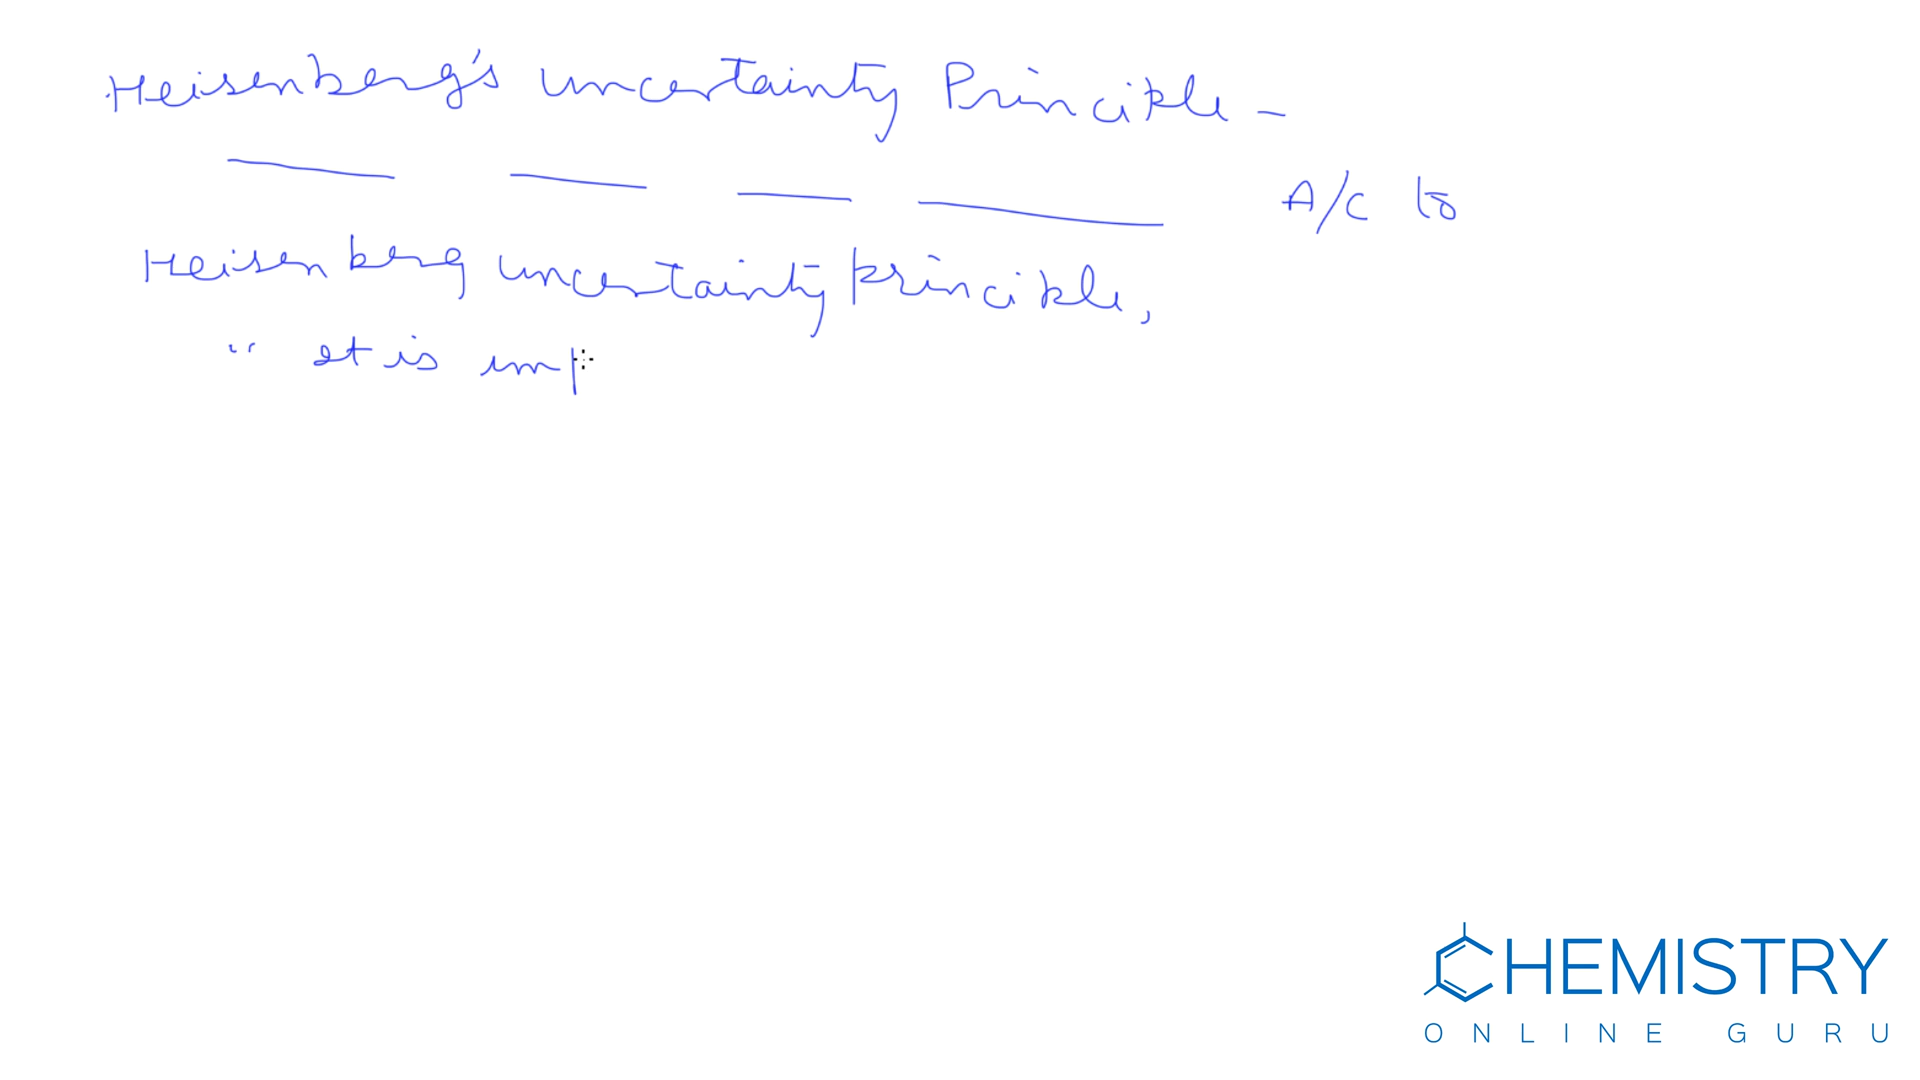 Heisenberg's uncertainty Principle -
A/C to
Heisenberg uncertainty principle,
" It is imp
CHEMISTRY
ONLINE GURU